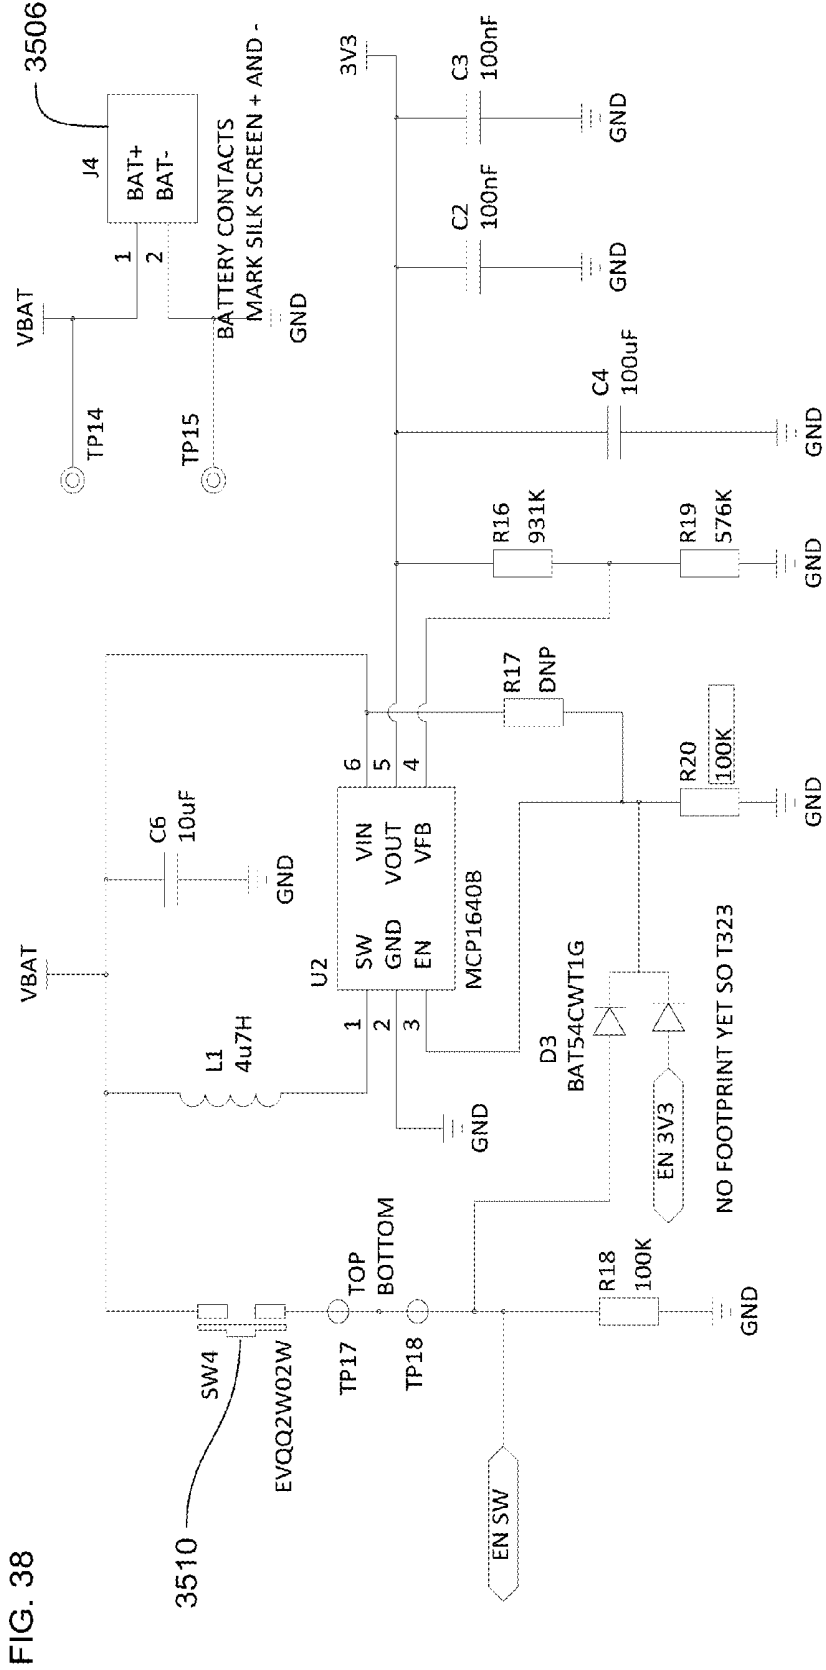 FIG. 38
3510
SW4
EVQQ2W02W
TP17
TOP
BOTTOM
TP18
EN SW
R18
100K
GND
VBAT
L1
4u7H
C6
10uF
GND
U2
SW
GND
EN
VIN
VOUT
VFB
1
2
3
6
5
4
MCP1640B
GND
D3
BAT54CWT1G
EN 3V3
NO FOOTPRINT YET SO T323
R17
DNP
R20
100K
GND
R16
931K
R19
576K
GND
C4
100uF
GND
C2
100nF
GND
C3
100nF
GND
3V3
TP14
TP15
VBAT
GND
1
2
J4
BAT+
BAT-
3506
BATTERY CONTACTS
MARK SILK SCREEN + AND -